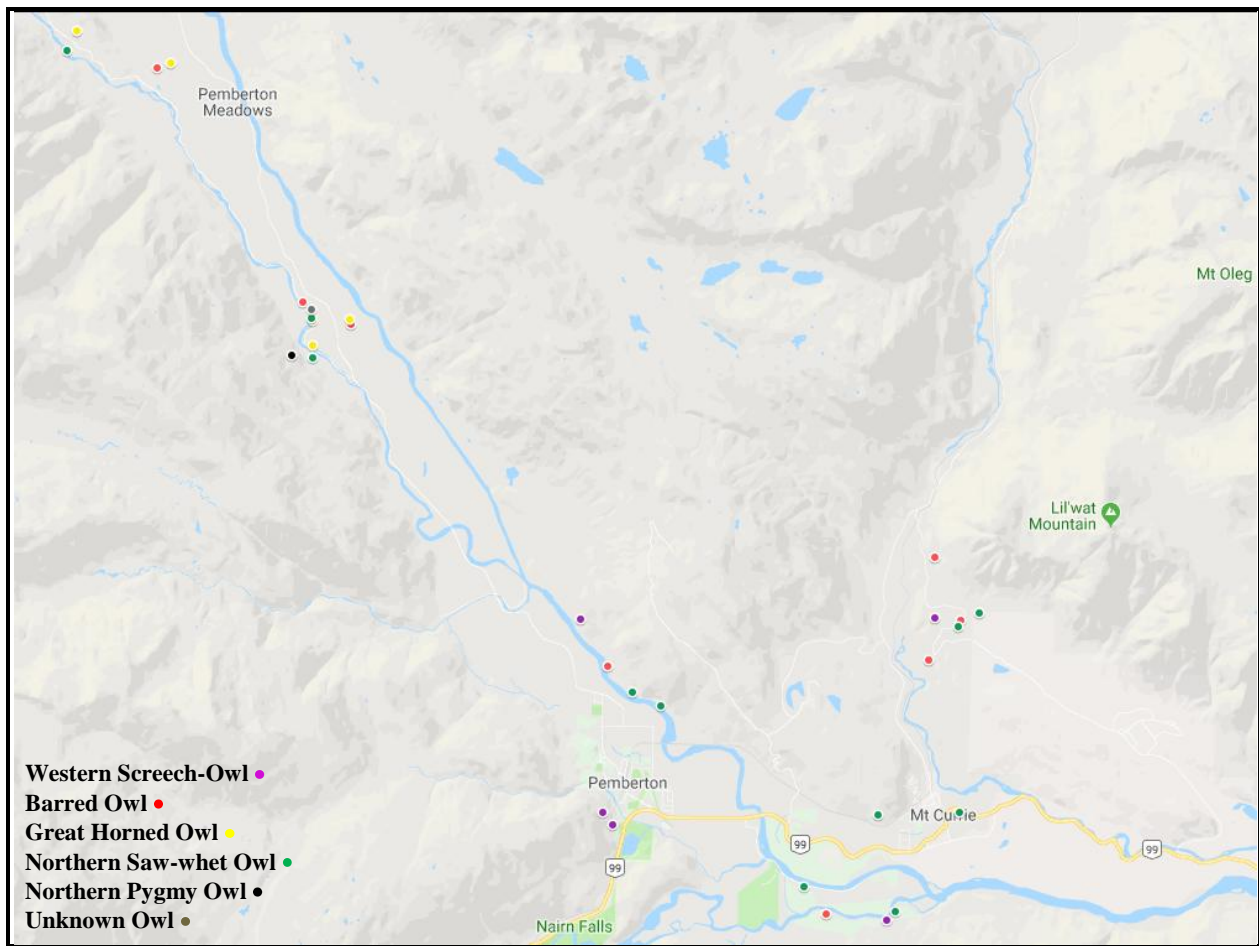 Pemberton
Meadows
Mt Oleg
Lil'wat
Mountain
Western Screech-Owl
Barred Owl
Great Horned Owl
Northern Saw-whet Owl
Northern Pygmy Owl
Unknown Owl
Pemberton
Mt Currie
99
99
99
Nairn Falls